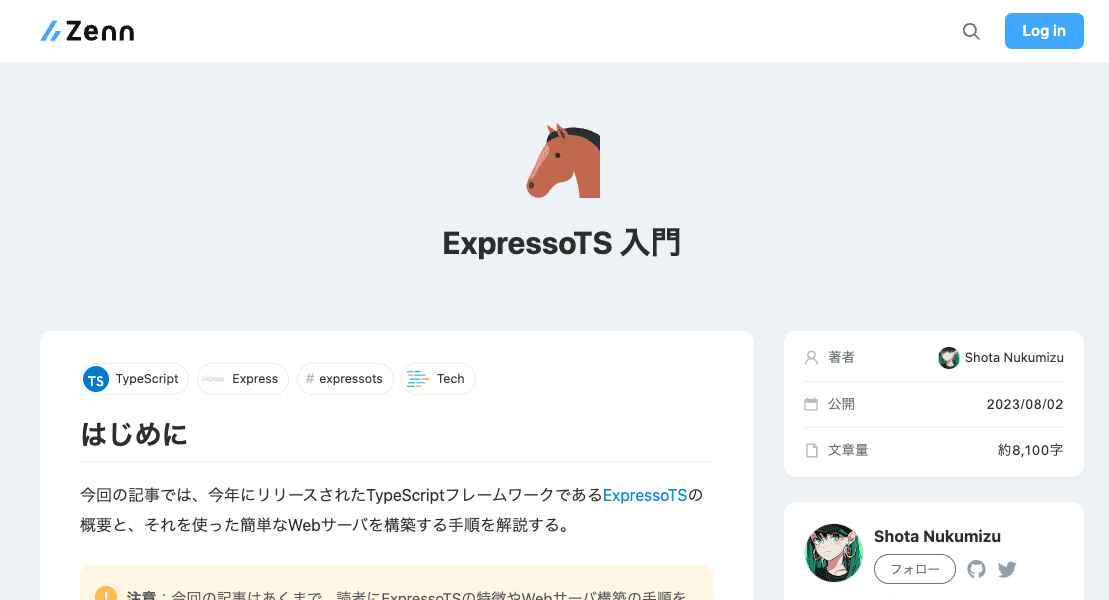 Zenn
Log in
ExpressoTS 入門
TS TypeScript
Express
# expressots
Tech
はじめに
今回の記事では、今年にリリースされたTypeScriptフレームワークであるExpressoTSの
概要と、それを使った簡単なWebサーバを構築する手順を解説する。
注意：今回の記事はあくまで、読者にExpressoTSの特徴やWebサーバ構築の手順を
著者
Shota Nukumizu
公開
2023/08/02
文章量
約8,100字
Shota Nukumizu
フォロー